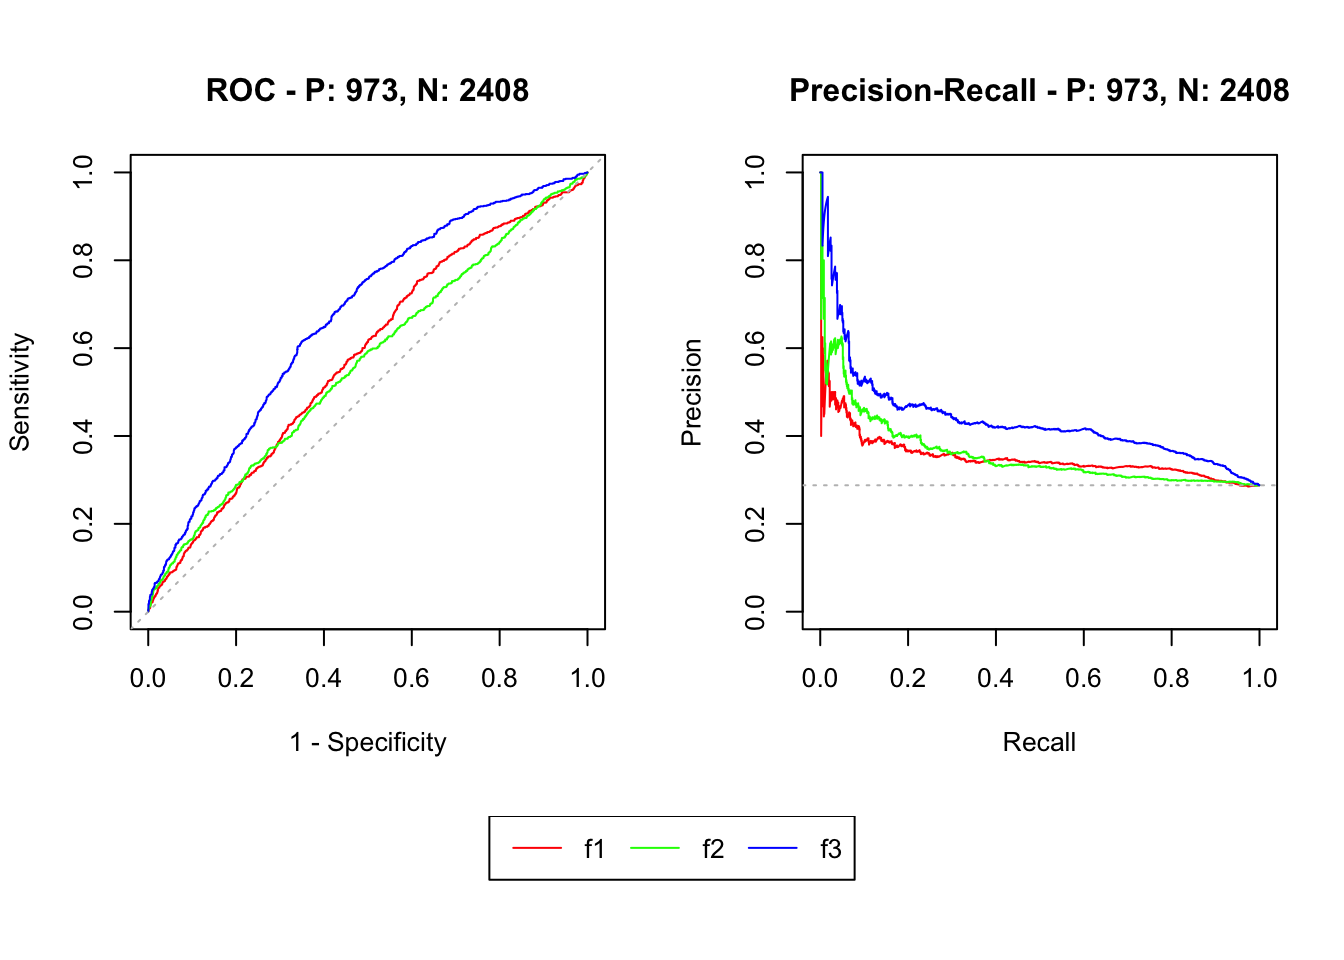 ROC - P: 973, N: 2408
Sensitivity
1.0
0.8
0.6
0.4
0.2
0.0
0.0 0.2 0.4 0.6 0.8 1.0
1 - Specificity
Precision-Recall - P: 973, N: 2408
Precision
1.0
0.8
0.6
0.4
0.2
0.0
0.0 0.2 0.4 0.6 0.8 1.0
Recall
f1 f2 f3